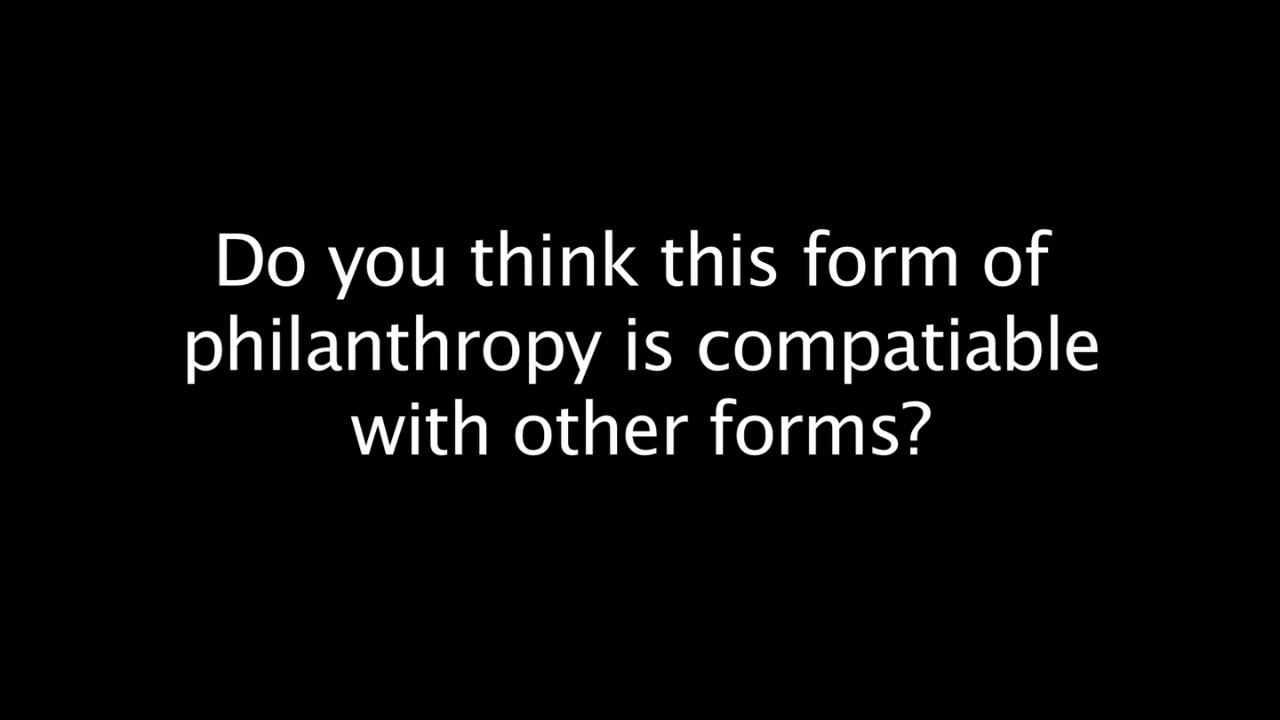 Do you think this form of
philanthropy is compatiable
with other forms?